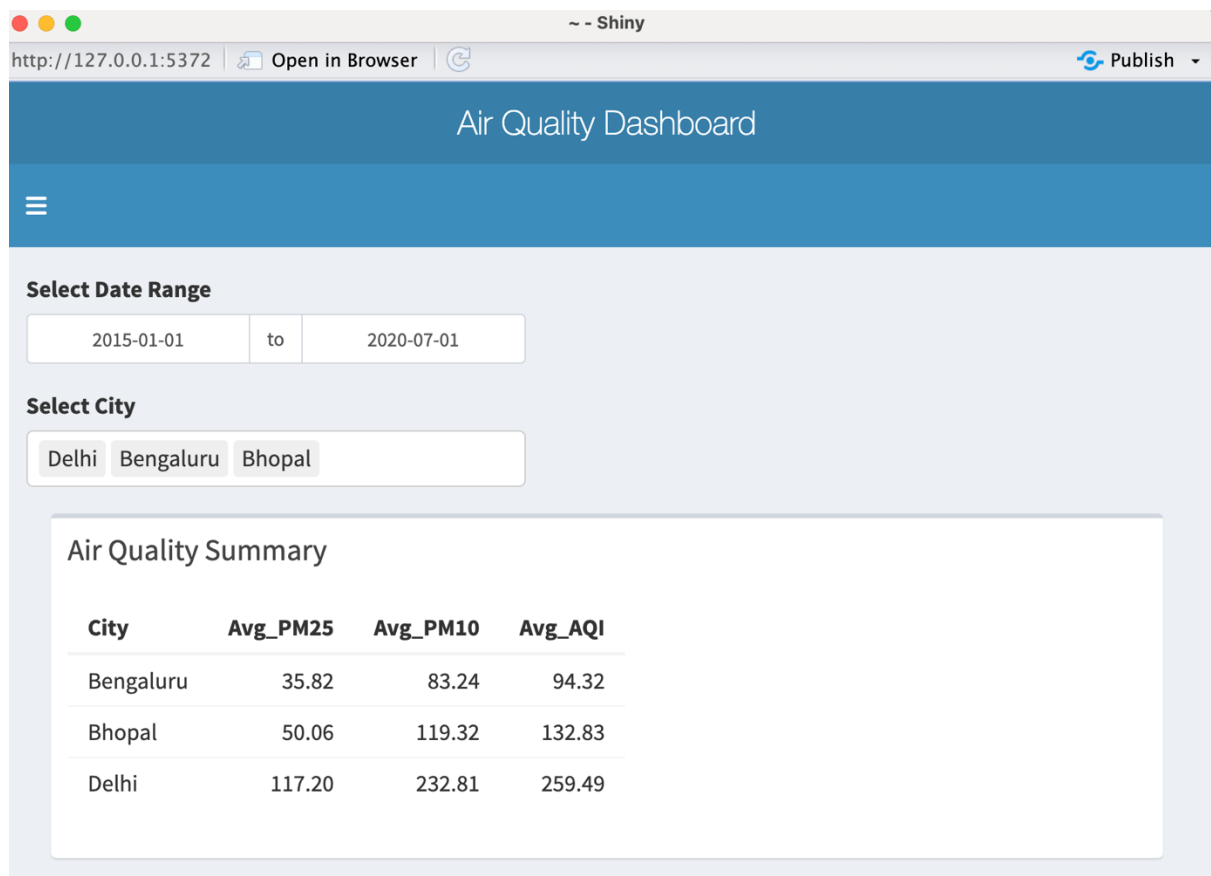 ~ - Shiny
http://127.0.0.1:5372 Open in Browser Publish
Air Quality Dashboard
Select Date Range
2015-01-01 to 2020-07-01
Select City
Delhi Bengaluru Bhopal
Air Quality Summary
City Avg_PM25 Avg_PM10 Avg_AQI
Bengaluru 35.82 83.24 94.32
Bhopal 50.06 119.32 132.83
Delhi 117.20 232.81 259.49